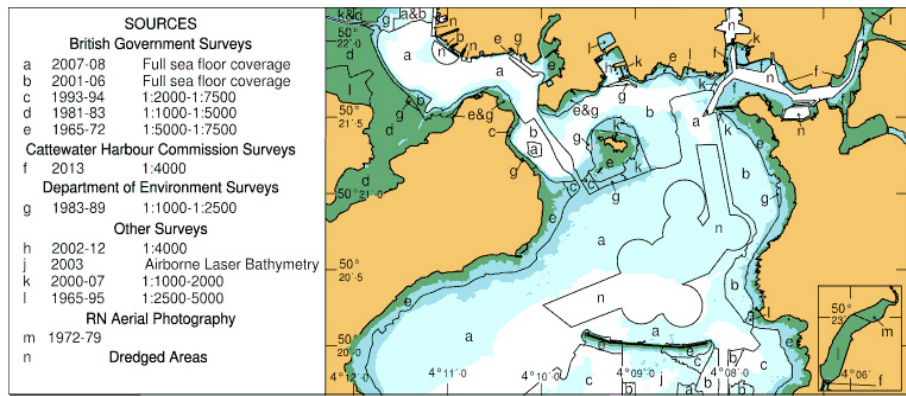 SOURCES
British Government Surveys
a 2007-08 Full sea floor coverage
b 2001-06 Full sea floor coverage
c 1993-94 1:2000-1:7500
d 1981-83 1:1000-1:5000
e 1965-72 1:5000-1:7500
Cattewater Harbour Commission Surveys
f 2013 1:4000
Department of Environment Surveys
g 1983-89 1:1000-1:2500
Other Surveys
h 2002-12 1:4000
j 2003 Airborne Laser Bathymetry
k 2000-07 1:1000-2000
l 1965-95 1:2500-5000
RN Aerial Photography
m 1972-79
n Dredged Areas
k&d a&b n l
50° 22'·0 g b n e g l e l n k f l
d a a h k n f
l b g e&g g b a n
50° 21'·5 d g c b e&g k k e
a g g e k b
50° 21'·0 d g c c g g
e a n
50° 20'·5 e n a l
50° 23' m
a a
50° 20'·0 e e b b
c c j a b b c l
4° 12'·0 4° 11'·0 4° 10'·0 4° 09'·0 4° 08'·0 4° 06' f